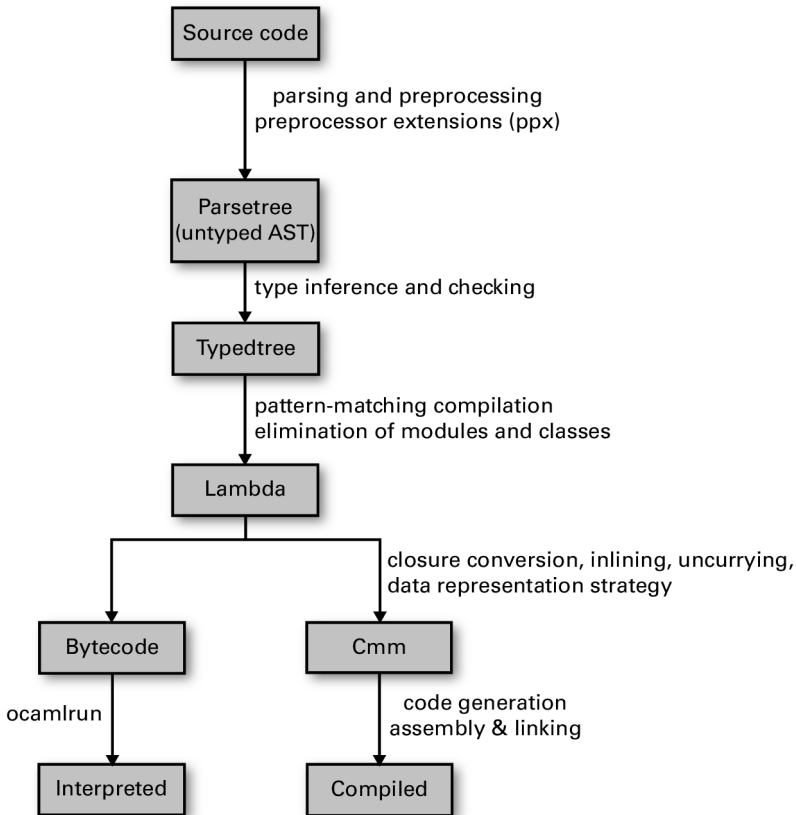 Source code
parsing and preprocessing
preprocessor extensions (ppx)
Parsetree
(untyped AST)
type inference and checking
Typedtree
pattern-matching compilation
elimination of modules and classes
Lambda
closure conversion, inlining, uncurrying,
data representation strategy
Bytecode
Cmm
ocamlrun
code generation
assembly & linking
Interpreted
Compiled